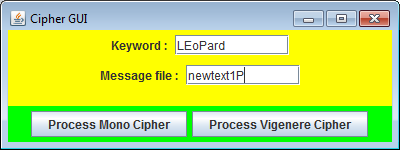 Cipher GUI
Keyword : LEoPard
Message file : newtext1P
Process Mono Cipher Process Vigenere Cipher